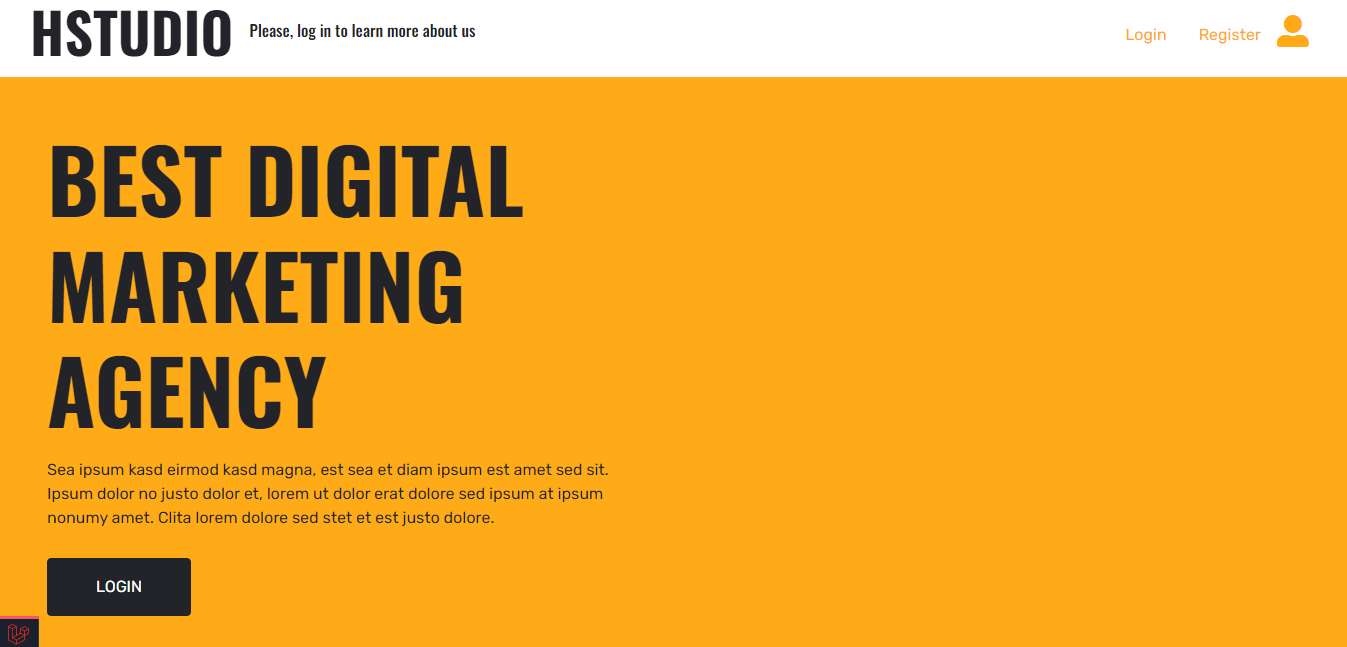 HSTUDIO Please, log in to learn more about us Login Register
BEST DIGITAL
MARKETING
AGENCY
Sea ipsum kasd eirmod kasd magna, est sea et diam ipsum est amet sed sit.
Ipsum dolor no justo dolor et, lorem ut dolor erat dolore sed ipsum at ipsum
nonumy amet. Clita lorem dolore sed stet et est justo dolore.
LOGIN